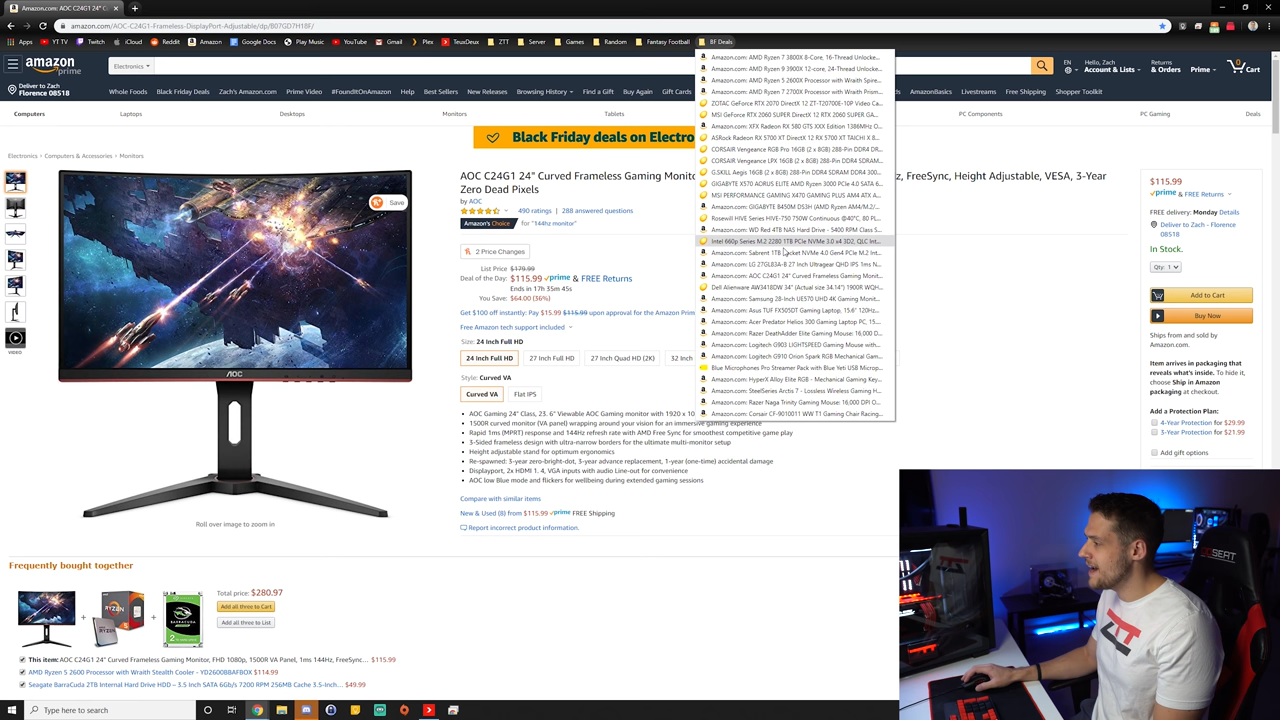 Amazon.com: AOC C24G1 24" Curved
amazon.com/AOC-C24G1-Frameless-DisplayPort-Adjustable/dp/B07GD7H18F/
Apps YT TV Twitch iCloud Reddit Amazon Google Docs Play Music YouTube Gmail Plex TeuxDeux ZTT Server Games Random Fantasy Football BF Deals
amazon prime
Electronics
EN Hello, Zach
Account & Lists
Returns
& Orders
Prime
0
Cart
Deliver to Zach
Florence 08518
Whole Foods Black Friday Deals Zach's Amazon.com Prime Video #FoundItOnAmazon Help Best Sellers New Releases Browsing History Find a Gift Buy Again Gift Cards
AmazonBasics Livestreams Free Shipping Shopper Toolkit
Computers Laptops Desktops Monitors Tablets PC Components PC Gaming Deals
Black Friday deals on Electro
Electronics › Computers & Accessories › Monitors
Amazon.com: AMD Ryzen 7 3800X 8-Core, 16-Thread Unlocke...
Amazon.com: AMD Ryzen 9 3900X 12-core, 24-Thread Unlock...
Amazon.com: AMD Ryzen 5 2600X Processor with Wraith Spire...
Amazon.com: AMD Ryzen 7 2700X Processor with Wraith Prism...
ZOTAC GeForce RTX 2070 DirectX 12 ZT-T20700E-10P Video Ca...
MSI GeForce RTX 2060 SUPER DirectX 12 RTX 2060 SUPER GA...
Amazon.com: XFX Radeon RX 580 GTS XXX Edition 1386MHz O...
ASRock Radeon RX 5700 XT DirectX 12 RX 5700 XT TAICHI X 8...
CORSAIR Vengeance RGB Pro 16GB (2 x 8GB) 288-Pin DDR4 DR...
CORSAIR Vengeance LPX 16GB (2 x 8GB) 288-Pin DDR4 SDRAM...
G.SKILL Aegis 16GB (2 x 8GB) 288-Pin DDR4 SDRAM DDR4 300...
GIGABYTE X570 AORUS ELITE AMD Ryzen 3000 PCIe 4.0 SATA 6...
MSI PERFORMANCE GAMING X470 GAMING PLUS AM4 ATX A...
Amazon.com: GIGABYTE B450M DS3H (AMD Ryzen AM4/M.2/...
Rosewill HIVE Series HIVE-750 750W Continuous @40°C, 80 PL...
Amazon.com: WD Red 4TB NAS Hard Drive - 5400 RPM Class S...
Intel 660p Series M.2 2280 1TB PCIe NVMe 3.0 x4 3D2, QLC Int...
Amazon.com: Sabrent 1TB Rocket NVMe 4.0 Gen4 PCIe M.2 Int...
Amazon.com: LG 27GL83A-B 27 Inch Ultragear QHD IPS 1ms N...
Amazon.com: AOC C24G1 24" Curved Frameless Gaming Monit...
Dell Alienware AW3418DW 34" (Actual size 34.14") 1900R WQH...
Amazon.com: Samsung 28-Inch UE570 UHD 4K Gaming Monit...
Amazon.com: Asus TUF FX505DT Gaming Laptop, 15.6" 120Hz...
Amazon.com: Acer Predator Helios 300 Gaming Laptop PC, 15....
Amazon.com: Razer DeathAdder Elite Gaming Mouse: 16,000 D...
Amazon.com: Logitech G903 LIGHTSPEED Gaming Mouse with...
Amazon.com: Logitech G910 Orion Spark RGB Mechanical Gam...
Blue Microphones Pro Streamer Pack with Blue Yeti USB Microp...
Amazon.com: HyperX Alloy Elite RGB - Mechanical Gaming Key...
Amazon.com: SteelSeries Arctis 7 - Lossless Wireless Gaming H...
Amazon.com: Razer Naga Trinity Gaming Mouse: 16,000 DPI O...
Amazon.com: Corsair CF-9010011 WW T1 Gaming Chair Racing...
AOC C24G1 24" Curved Frameless Gaming Monito
z, FreeSync, Height Adjustable, VESA, 3-Year
Zero Dead Pixels
by AOC
490 ratings | 288 answered questions
Amazon's Choice for "144hz monitor"
2 Price Changes
List Price: $179.99
Deal of the Day: $115.99 prime & FREE Returns
Ends in 17h 35m 45s
You Save: $64.00 (36%)
Get $100 off instantly: Pay $15.99 $115.99 upon approval for the Amazon Prim
Free Amazon tech support included
Size: 24 Inch Full HD
24 Inch Full HD 27 Inch Full HD 27 Inch Quad HD (2K) 32 Inch
Style: Curved VA
Curved VA Flat IPS
• AOC Gaming 24" Class, 23. 6" Viewable AOC Gaming monitor with 1920 x 10
• 1500R curved monitor (VA panel) wrapping around your vision for an immersive gaming experience
• Rapid 1ms (MPRT) response and 144Hz refresh rate with AMD Free Sync for smoothest competitive game play
• 3-Sided frameless design with ultra-narrow borders for the ultimate multi-monitor setup
• Height adjustable stand for optimum ergonomics
• Re-spawned: 3-year zero-bright-dot, 3-year advance replacement, 1-year (one-time) accidental damage
• Displayport, 2x HDMI 1. 4, VGA inputs with audio Line-out for convenience
• AOC low Blue mode and flickers for wellbeing during extended gaming sessions
Compare with similar items
New & Used (8) from $115.99 prime FREE Shipping
Report incorrect product information.
Save
AOC
VIDEO
Roll over image to zoom in
$115.99
prime & FREE Returns
FREE delivery: Monday Details
Deliver to Zach - Florence
08518
In Stock.
Qty: 1
Add to Cart
Buy Now
Ships from and sold by
Amazon.com.
Item arrives in packaging that
reveals what's inside. To hide it,
choose Ship in Amazon
packaging at checkout.
Add a Protection Plan:
4-Year Protection for $29.99
3-Year Protection for $21.99
Add gift options
Frequently bought together
Total price: $280.97
Add all three to Cart
Add all three to List
RYZEN
BARRACUDA
2
This item: AOC C24G1 24" Curved Frameless Gaming Monitor, FHD 1080p, 1500R VA Panel, 1ms 144Hz, FreeSync... $115.99
AMD Ryzen 5 2600 Processor with Wraith Stealth Cooler - YD2600BBAFBOX $114.99
Seagate BarraCuda 2TB Internal Hard Drive HDD – 3.5 Inch SATA 6Gb/s 7200 RPM 256MB Cache 3.5-Inch... $49.99
Type here to search